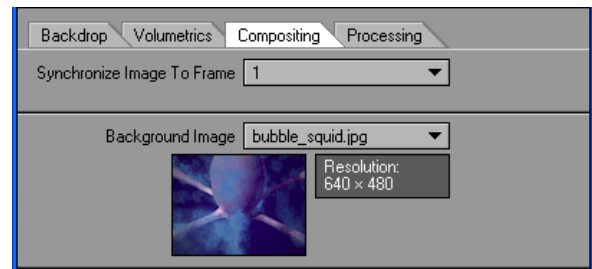 Backdrop Volumetrics Compositing Processing
Synchronize Image To Frame 1
Background Image bubble_squid.jpg
Resolution:
640 × 480